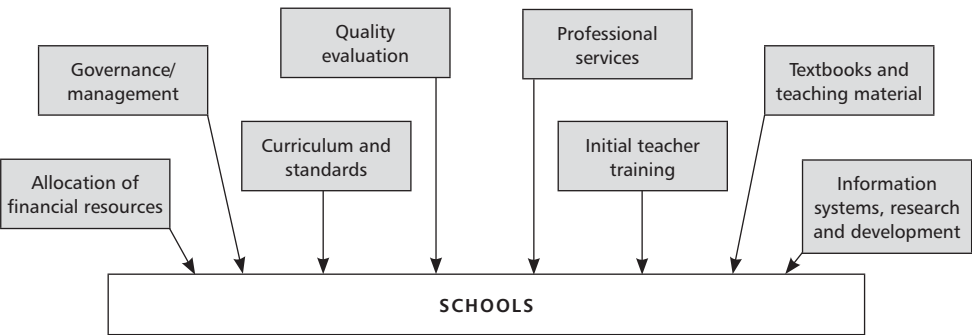 Quality
evaluation
Professional
services
Governance/
management
Textbooks and
teaching material
Curriculum and
standards
Initial teacher
training
Allocation of
financial resources
Information
systems, research
and development
SCHOOLS